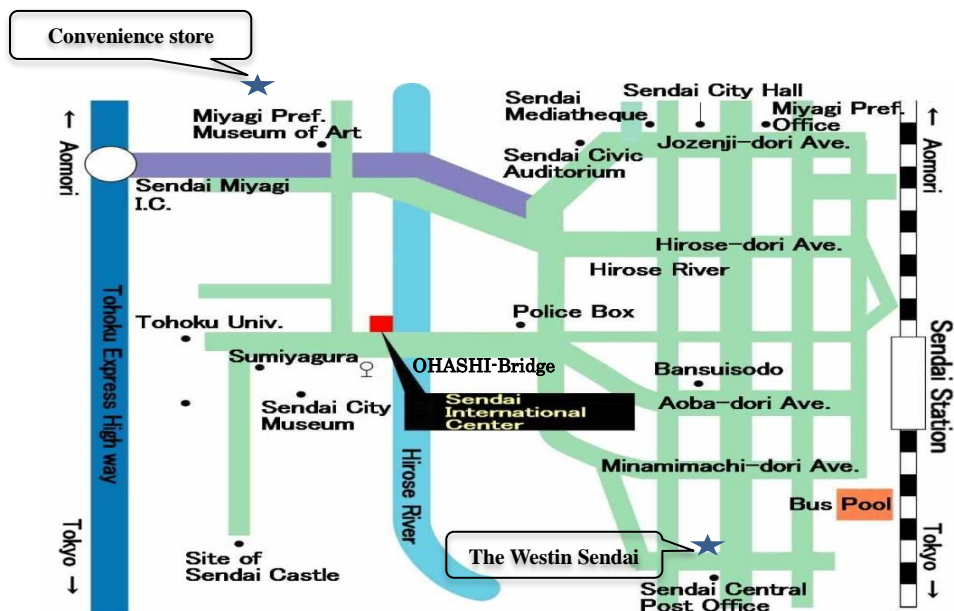 Convenience store
Miyagi Pref.
Museum of Art
Sendai
Mediatheque
Sendai City Hall
Miyagi Pref.
Office
Sendai Civic
Auditorium
Jozenji-dori Ave.
↑
Aomori
↑
Aomori
Sendai Miyagi
I.C.
Hirose-dori Ave.
Hirose River
Tohoku Express High way
Tohoku Univ.
Police Box
Sumiyagura
OHASHI-Bridge
Bansuisodo
Sendai Station
Sendai City
Museum
Sendai
International
Center
Aoba-dori Ave.
Hirose River
Minamimachi-dori Ave.
Bus Pool
Tokyo
↓
Tokyo
↓
Site of
Sendai Castle
The Westin Sendai
Sendai Central
Post Office